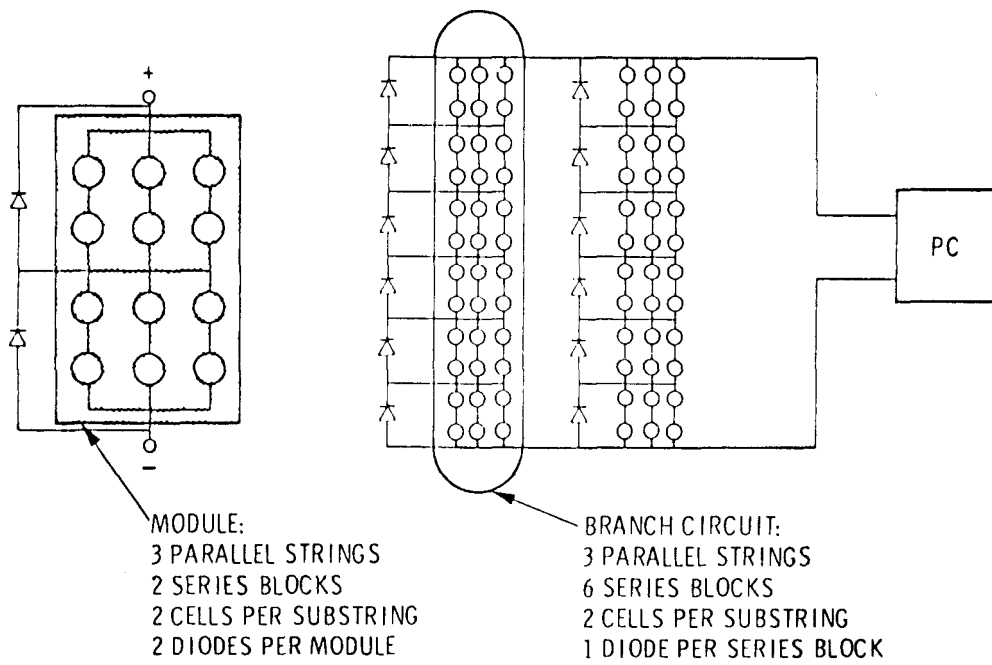 +
−
PC
MODULE:
3 PARALLEL STRINGS
2 SERIES BLOCKS
2 CELLS PER SUBSTRING
2 DIODES PER MODULE
BRANCH CIRCUIT:
3 PARALLEL STRINGS
6 SERIES BLOCKS
2 CELLS PER SUBSTRING
1 DIODE PER SERIES BLOCK